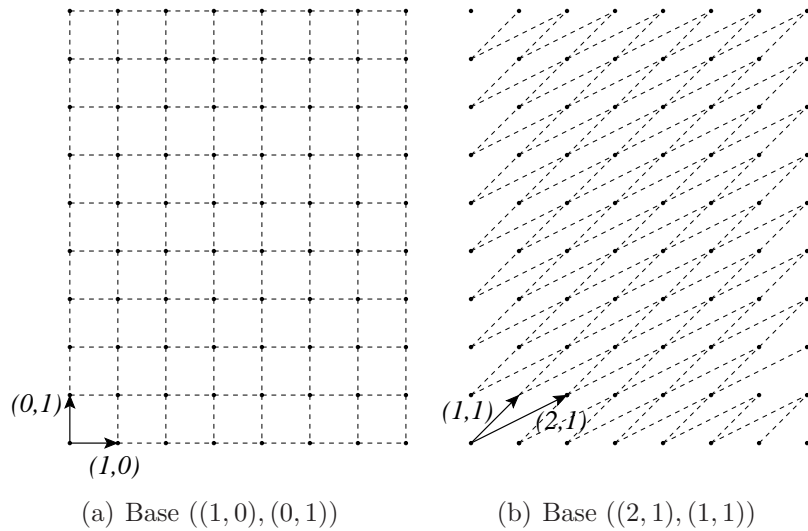 (0,1)
(1,0)
(1,1)
(2,1)
(a) Base ((1, 0), (0, 1))
(b) Base ((2, 1), (1, 1))